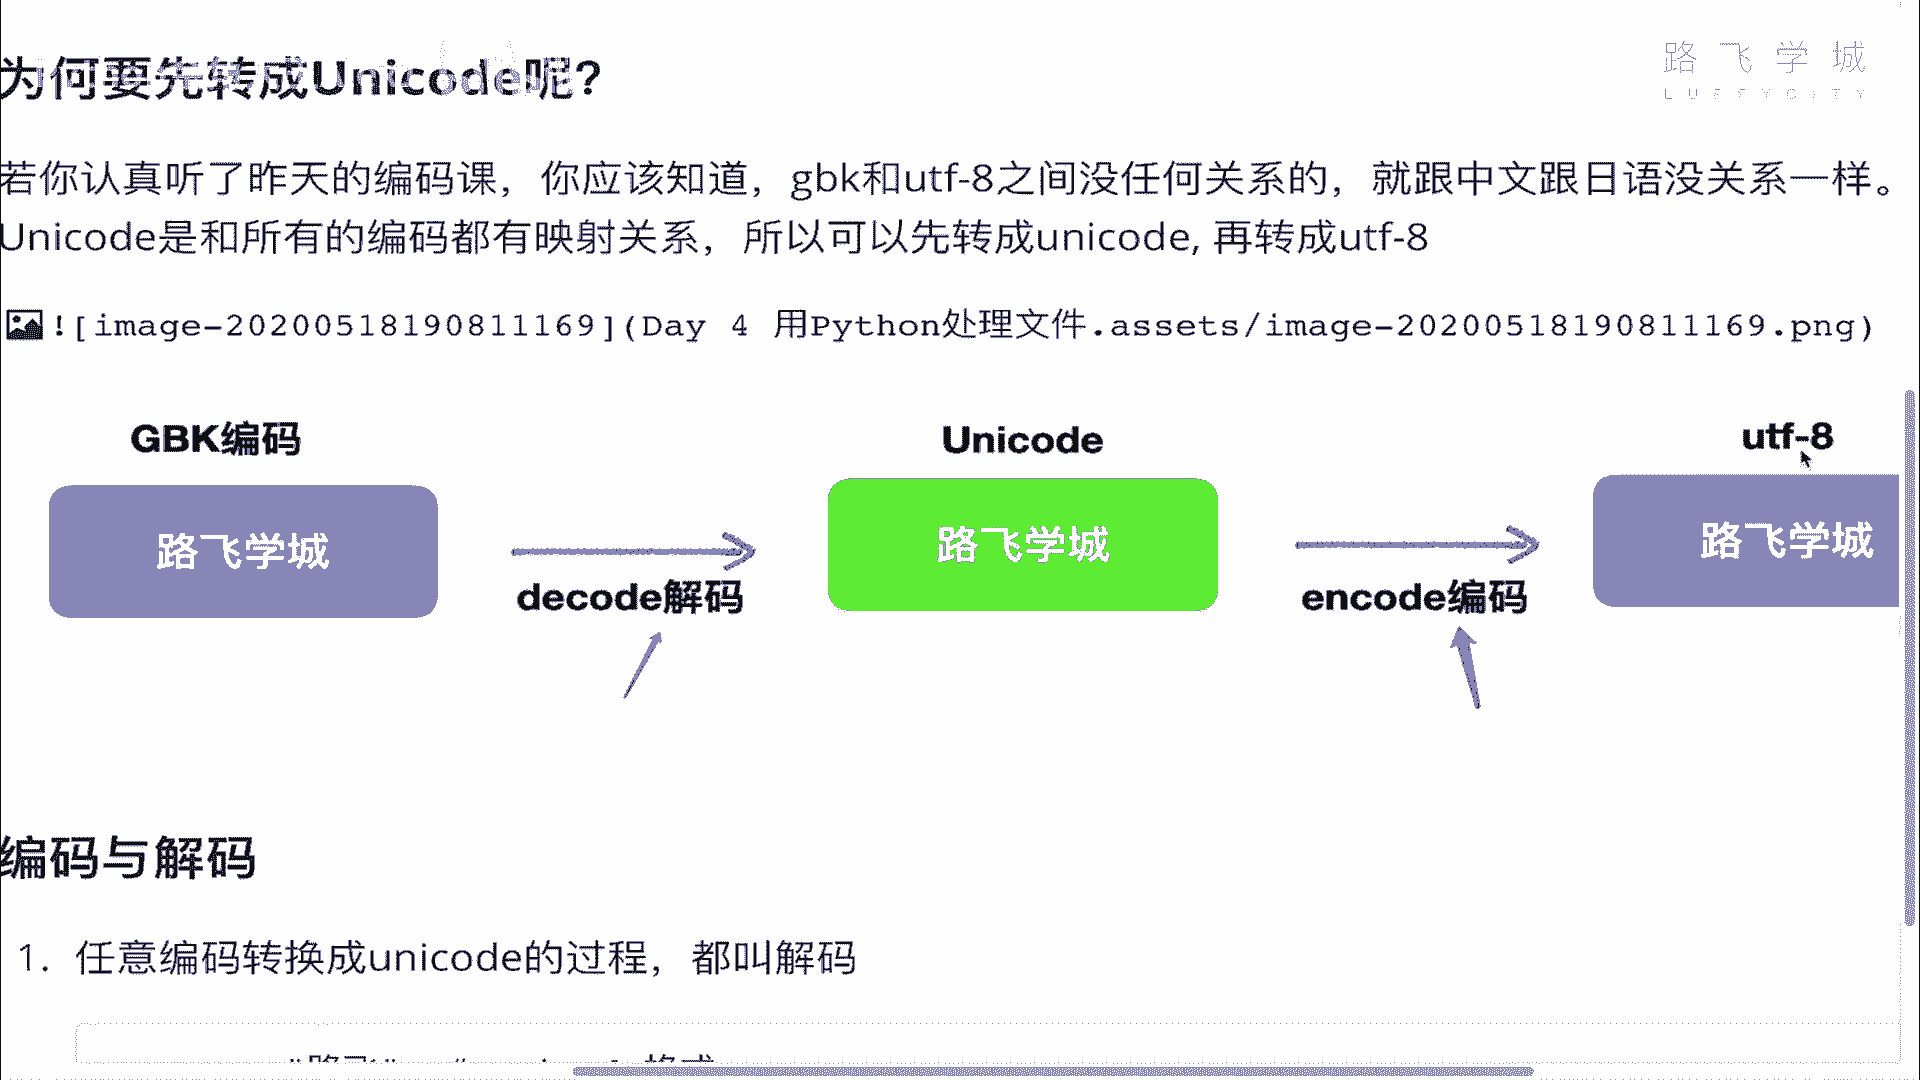 为何要先转成Unicode呢?
路飞学城
LUFFYCITY
若你认真听了昨天的编码课，你应该知道，gbk和utf-8之间没任何关系的，就跟中文跟日语没关系一样。
Unicode是和所有的编码都有映射关系，所以可以先转成unicode, 再转成utf-8
![image-20200518190811169](Day 4 用Python处理文件.assets/image-20200518190811169.png)
GBK编码
Unicode
utf-8
路飞学城
路飞学城
路飞学城
decode解码
encode编码
编码与解码
1. 任意编码转换成unicode的过程，都叫解码